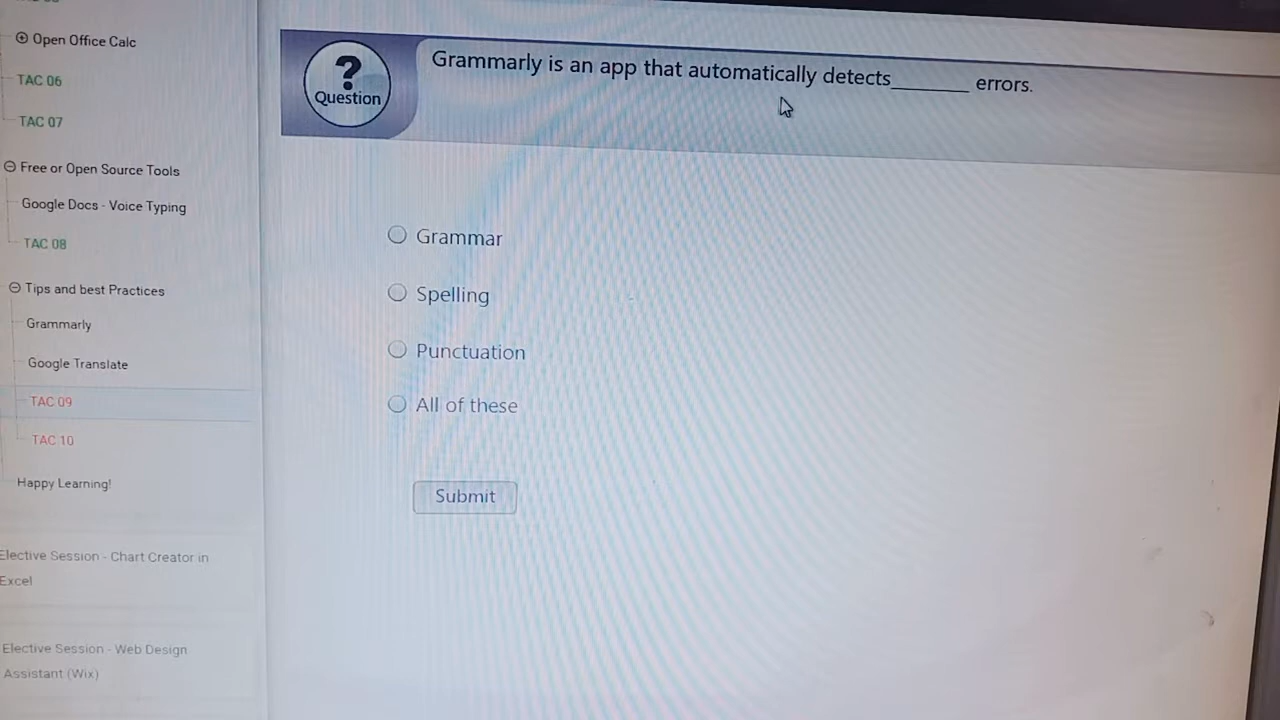 Open Office Calc
TAC 06
TAC 07
Free or Open Source Tools
Google Docs - Voice Typing
TAC 08
Tips and best Practices
Grammarly
Google Translate
TAC 09
TAC 10
Happy Learning!
Elective Session - Chart Creator in
Excel
Elective Session - Web Design
Assistant (Wix)
?
Question
Grammarly is an app that automatically detects________ errors.
Grammar
Spelling
Punctuation
All of these
Submit